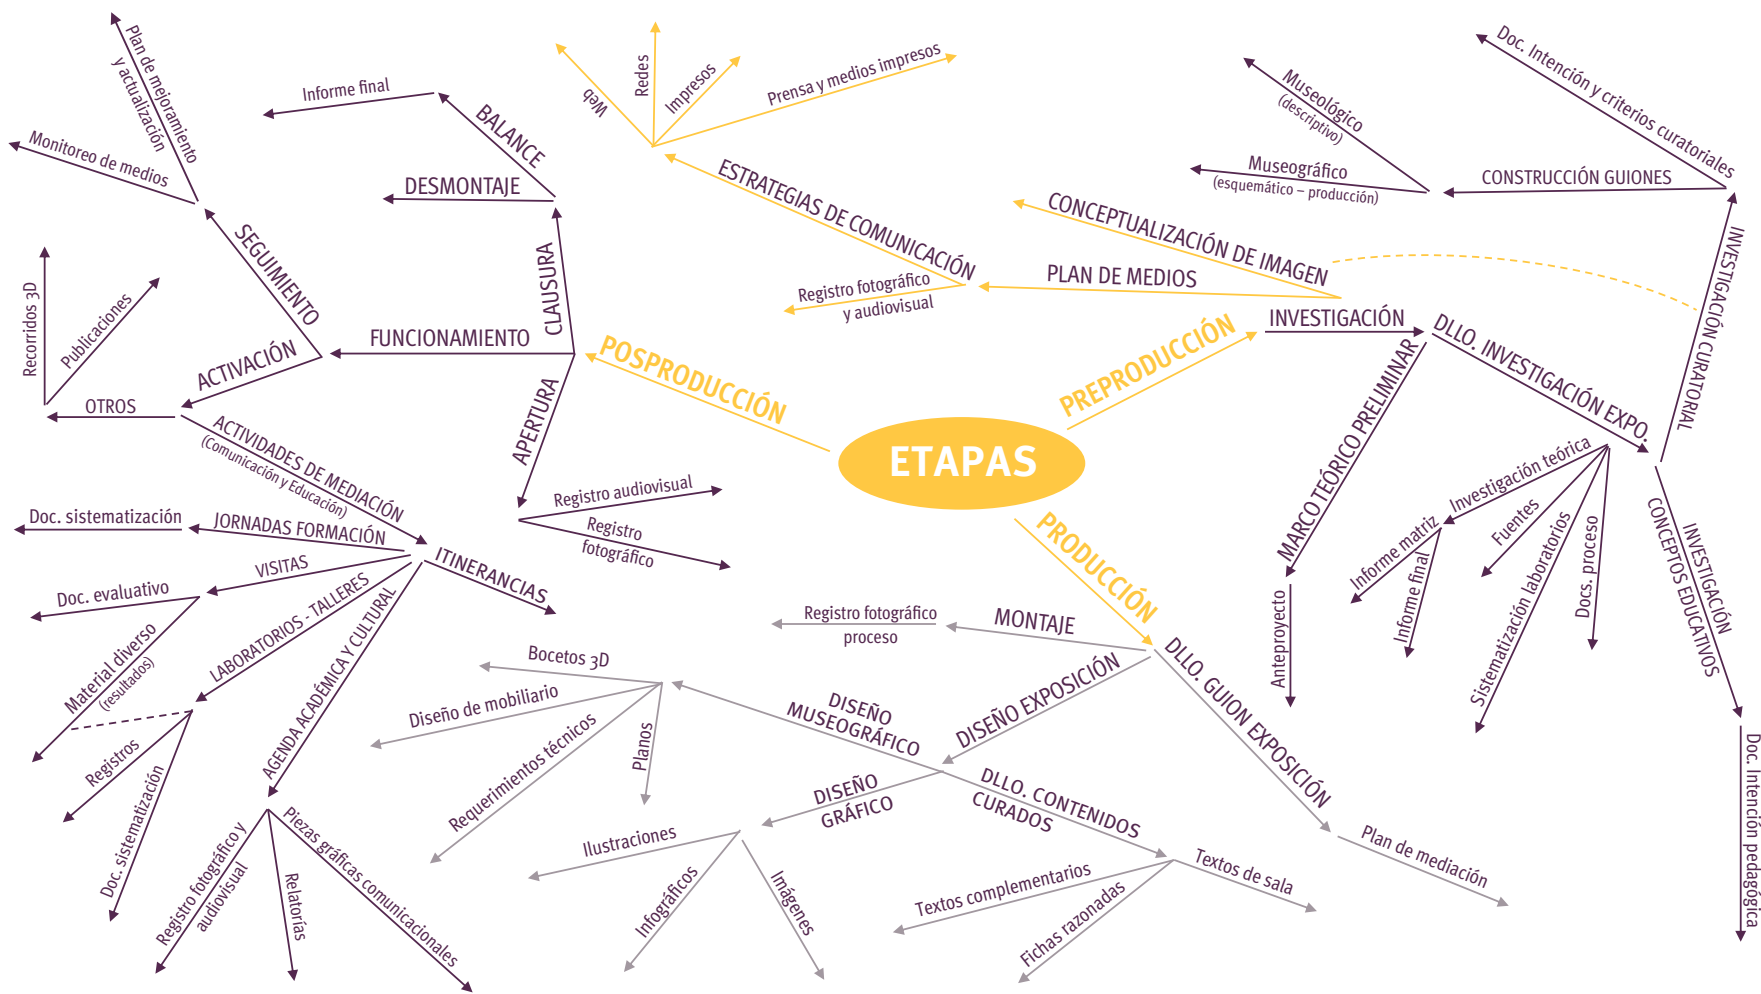 ETAPAS
PREPRODUCCIÓN
INVESTIGACIÓN
MARCO TEÓRICO PRELIMINAR
Anteproyecto
DLLO. INVESTIGACIÓN EXPO.
Investigación teórica
Informe matriz
Informe final
Fuentes
Sistematización laboratorios
Docs. proceso
INVESTIGACIÓN CURATORIAL
CONSTRUCCIÓN GUIONES
Museológico
(descriptivo)
Museográfico
(esquemático – producción)
Doc. Intención y criterios curatoriales
INVESTIGACIÓN
CONCEPTOS EDUCATIVOS
Doc. Intención pedagógica
CONCEPTUALIZACIÓN DE IMAGEN
PLAN DE MEDIOS
ESTRATEGIAS DE COMUNICACIÓN
Registro fotográfico
y audiovisual
Web
Redes
Impresos
Prensa y medios impresos
PRODUCCIÓN
MONTAJE
Registro fotográfico
proceso
DISEÑO EXPOSICIÓN
DISEÑO
MUSEOGRÁFICO
Bocetos 3D
Diseño de mobiliario
Requerimientos técnicos
Planos
DISEÑO
GRÁFICO
Ilustraciones
Infográficos
Imágenes
DLLO. CONTENIDOS
CURADOS
Textos complementarios
Fichas razonadas
Textos de sala
DLLO. GUION EXPOSICIÓN
Plan de mediación
POSPRODUCCIÓN
CLAUSURA
BALANCE
Informe final
DESMONTAJE
APERTURA
Registro audiovisual
Registro
fotográfico
FUNCIONAMIENTO
SEGUIMIENTO
Plan de mejoramiento
y actualización
Monitoreo de medios
ACTIVACIÓN
OTROS
Recorridos 3D
Publicaciones
ACTIVIDADES DE MEDIACIÓN
(Comunicación y Educación)
JORNADAS FORMACIÓN
Doc. sistematización
VISITAS
Doc. evaluativo
Material diverso
(resultados)
LABORATORIOS - TALLERES
Registros
Doc. sistematización
AGENDA ACADÉMICA Y CULTURAL
Registro fotográfico y
audiovisual
Relatorías
Piezas gráficas comunicacionales
ITINERANCIAS